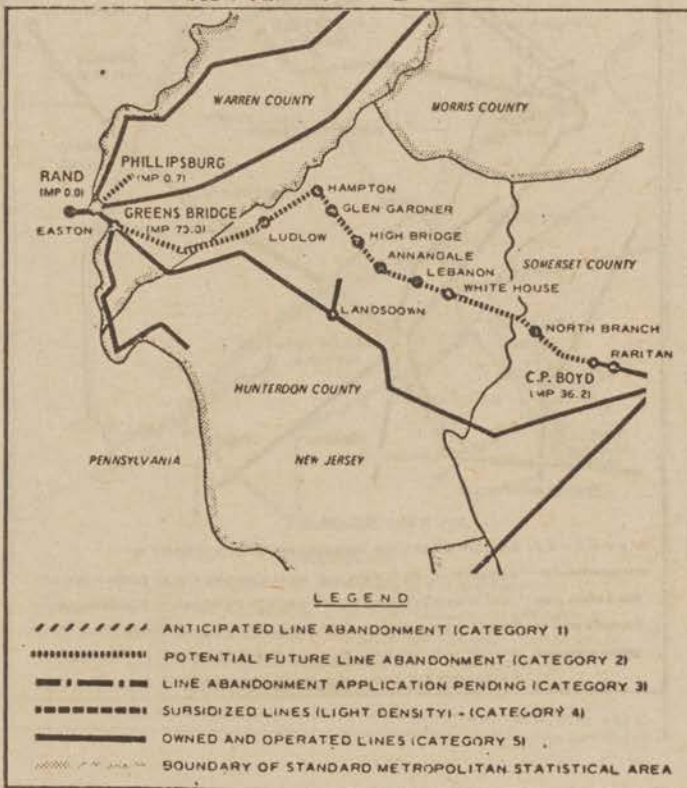 WARREN COUNTY
MORRIS COUNTY
PHILLIPSBURG
(MP 0.7)
RAND
(MP 0.0)
HAMPTON
GREENS BRIDGE
(MP 73.0)
GLEN GARDNER
EASTON
LUDLOW
HIGH BRIDGE
ANNANDALE
SOMERSET COUNTY
LEBANON
WHITE HOUSE
LANDSDOWN
NORTH BRANCH
RARITAN
C.P. BOYD
(MP 36.2)
HUNTERDON COUNTY
PENNSYLVANIA
NEW JERSEY
LEGEND
ANTICIPATED LINE ABANDONMENT (CATEGORY 1)
POTENTIAL FUTURE LINE ABANDONMENT (CATEGORY 2)
LINE ABANDONMENT APPLICATION PENDING (CATEGORY 3)
SUBSIDIZED LINES (LIGHT DENSITY) - (CATEGORY 4)
OWNED AND OPERATED LINES (CATEGORY 5)
BOUNDARY OF STANDARD METROPOLITAN STATISTICAL AREA